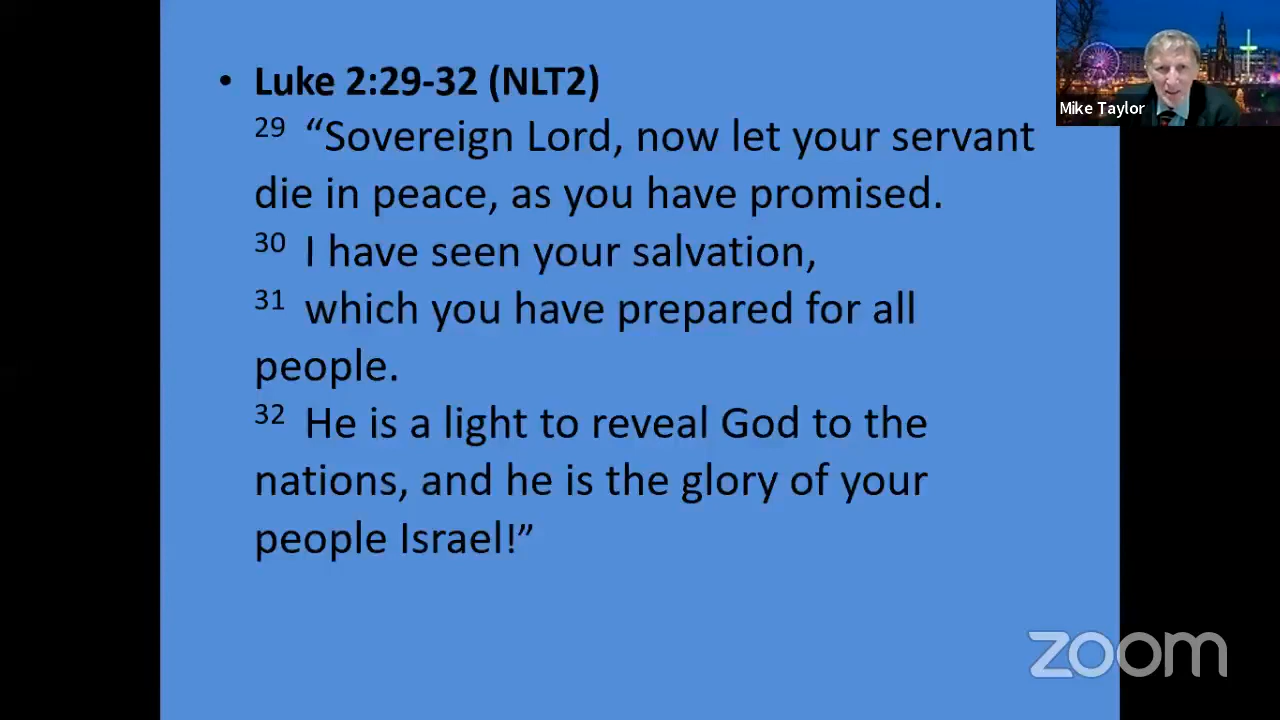 • Luke 2:29-32 (NLT2)
29 “Sovereign Lord, now let your servant
die in peace, as you have promised.
30 I have seen your salvation,
31 which you have prepared for all
people.
32 He is a light to reveal God to the
nations, and he is the glory of your
people Israel!”
Mike Taylor
zoom